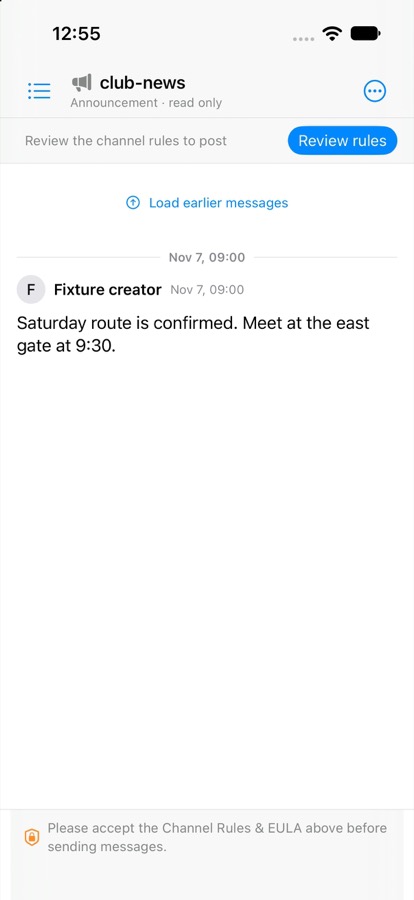 12:55
club-news
Announcement · read only
Review the channel rules to post
Review rules
Load earlier messages
Nov 7, 09:00
F
Fixture creator Nov 7, 09:00
Saturday route is confirmed. Meet at the east
gate at 9:30.
Please accept the Channel Rules & EULA above before
sending messages.